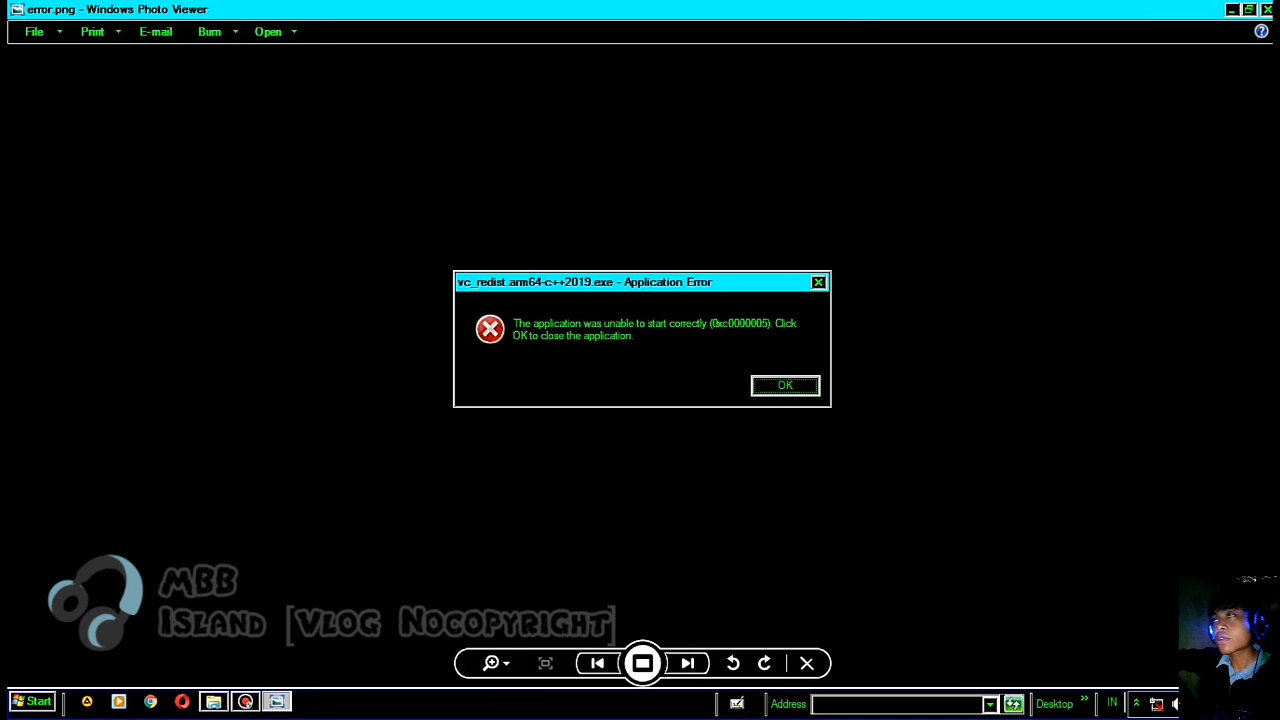 error.png - Windows Photo Viewer
File Print E-mail Burn Open
vc_redist.arm64-c++2019.exe - Application Error
The application was unable to start correctly (0xc0000005). Click
OK to close the application.
OK
MBB
Island [Vlog Nocopyright]
Start Address Desktop IN